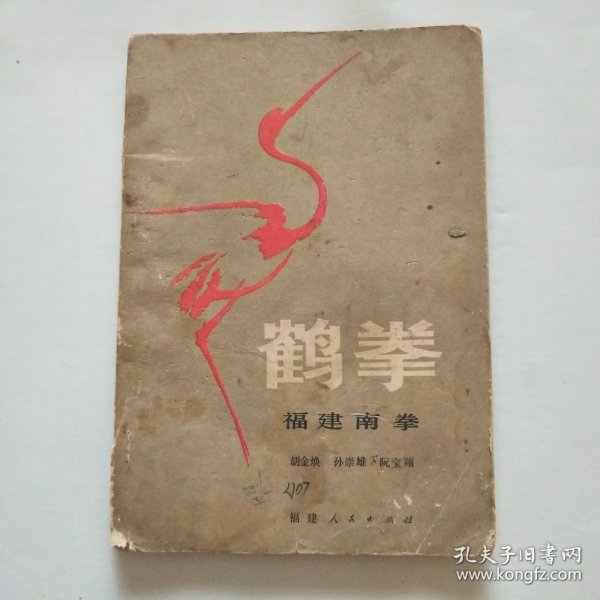 鹤拳
福建南拳
胡金焕 孙崇雄 阮宝翔
2107
福建人民出版社
孔夫子旧书网
www.kongfz.com